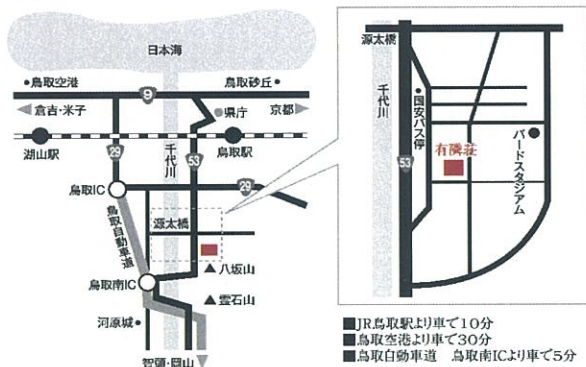 日本海
鳥取空港
鳥取砂丘
9
倉吉・米子
県庁
京都
湖山駅
29
千代川
53
鳥取駅
鳥取IC
29
鳥取自動車道
源太橋
八坂山
鳥取南IC
霊石山
河原城
智頭・岡山
源太橋
千代川
国安バス停
バードスタジアム
有隣荘
53
■JR鳥取駅より車で10分
■鳥取空港より車で30分
■鳥取自動車道 鳥取南ICより車で5分